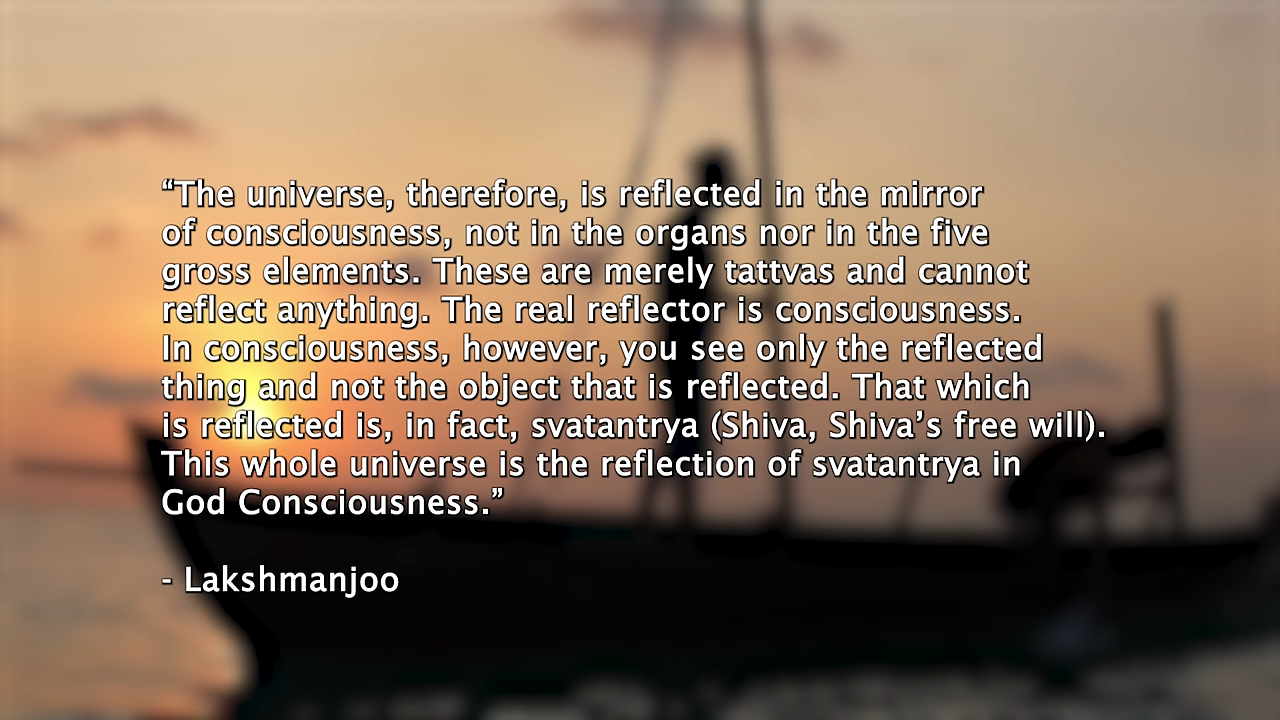 “The universe, therefore, is reflected in the mirror
of consciousness, not in the organs nor in the five
gross elements. These are merely tattvas and cannot
reflect anything. The real reflector is consciousness.
In consciousness, however, you see only the reflected
thing and not the object that is reflected. That which
is reflected is, in fact, svatantrya (Shiva, Shiva’s free will).
This whole universe is the reflection of svatantrya in
God Consciousness.”
- Lakshmanjoo